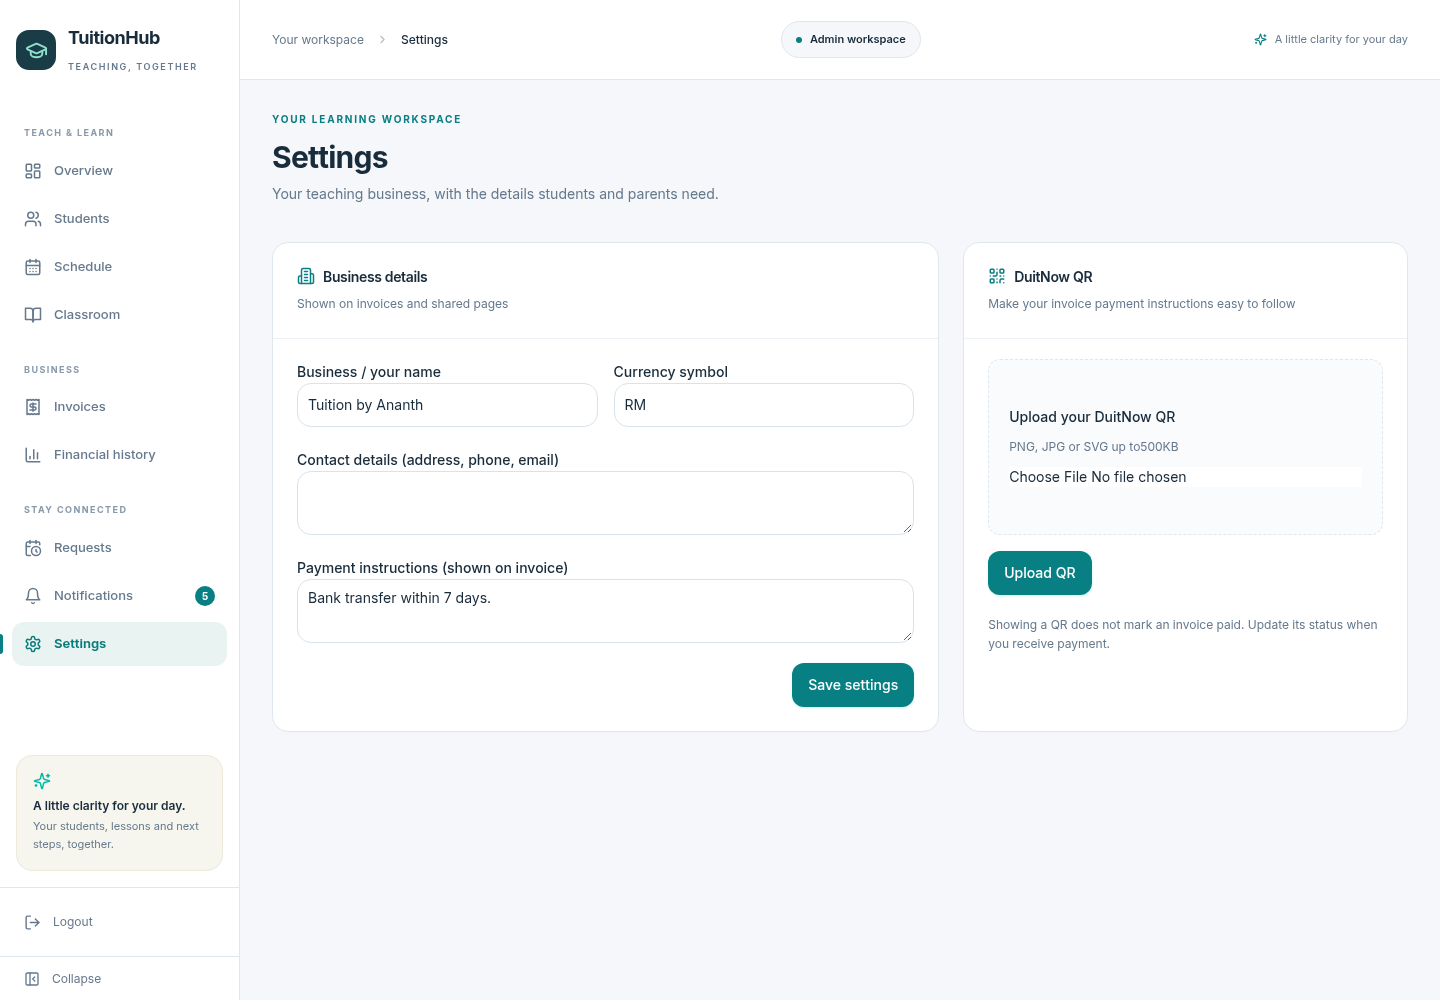 TuitionHub
TEACHING, TOGETHER
TEACH & LEARN
Overview
Students
Schedule
Classroom
BUSINESS
Invoices
Financial history
STAY CONNECTED
Requests
Notifications 5
Settings
A little clarity for your day.
Your students, lessons and next
steps, together.
Logout
Collapse
Your workspace Settings
Admin workspace
A little clarity for your day
YOUR LEARNING WORKSPACE
Settings
Your teaching business, with the details students and parents need.
Business details
Shown on invoices and shared pages
Business / your name
Tuition by Ananth
Currency symbol
RM
Contact details (address, phone, email)
Payment instructions (shown on invoice)
Bank transfer within 7 days.
Save settings
DuitNow QR
Make your invoice payment instructions easy to follow
Upload your DuitNow QR
PNG, JPG or SVG up to500KB
Choose File No file chosen
Upload QR
Showing a QR does not mark an invoice paid. Update its status when
you receive payment.